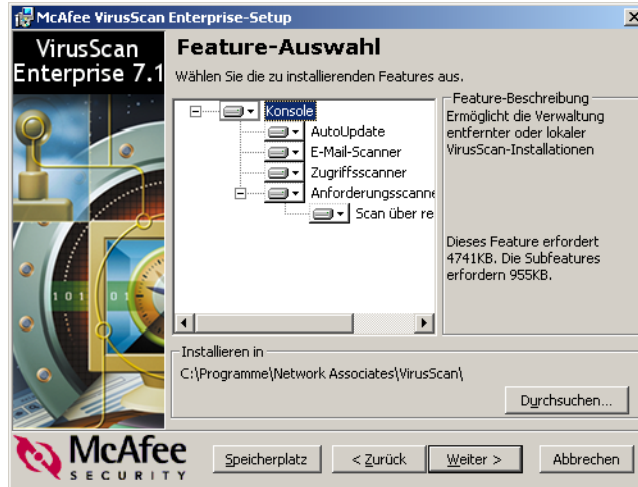 McAfee VirusScan Enterprise-Setup
VirusScan
Enterprise 7.1
Feature-Auswahl
Wählen Sie die zu installierenden Features aus.
Konsole
AutoUpdate
E-Mail-Scanner
Zugriffsscanner
Anforderungsscanne
Scan über re
Feature-Beschreibung
Ermöglicht die Verwaltung
entfernter oder lokaler
VirusScan-Installationen
Dieses Feature erfordert
4741KB. Die Subfeatures
erfordern 955KB.
101 01
Installieren in
C:\Programme\Network Associates\VirusScan\
Durchsuchen...
McAfee
SECURITY
Speicherplatz
< Zurück
Weiter >
Abbrechen